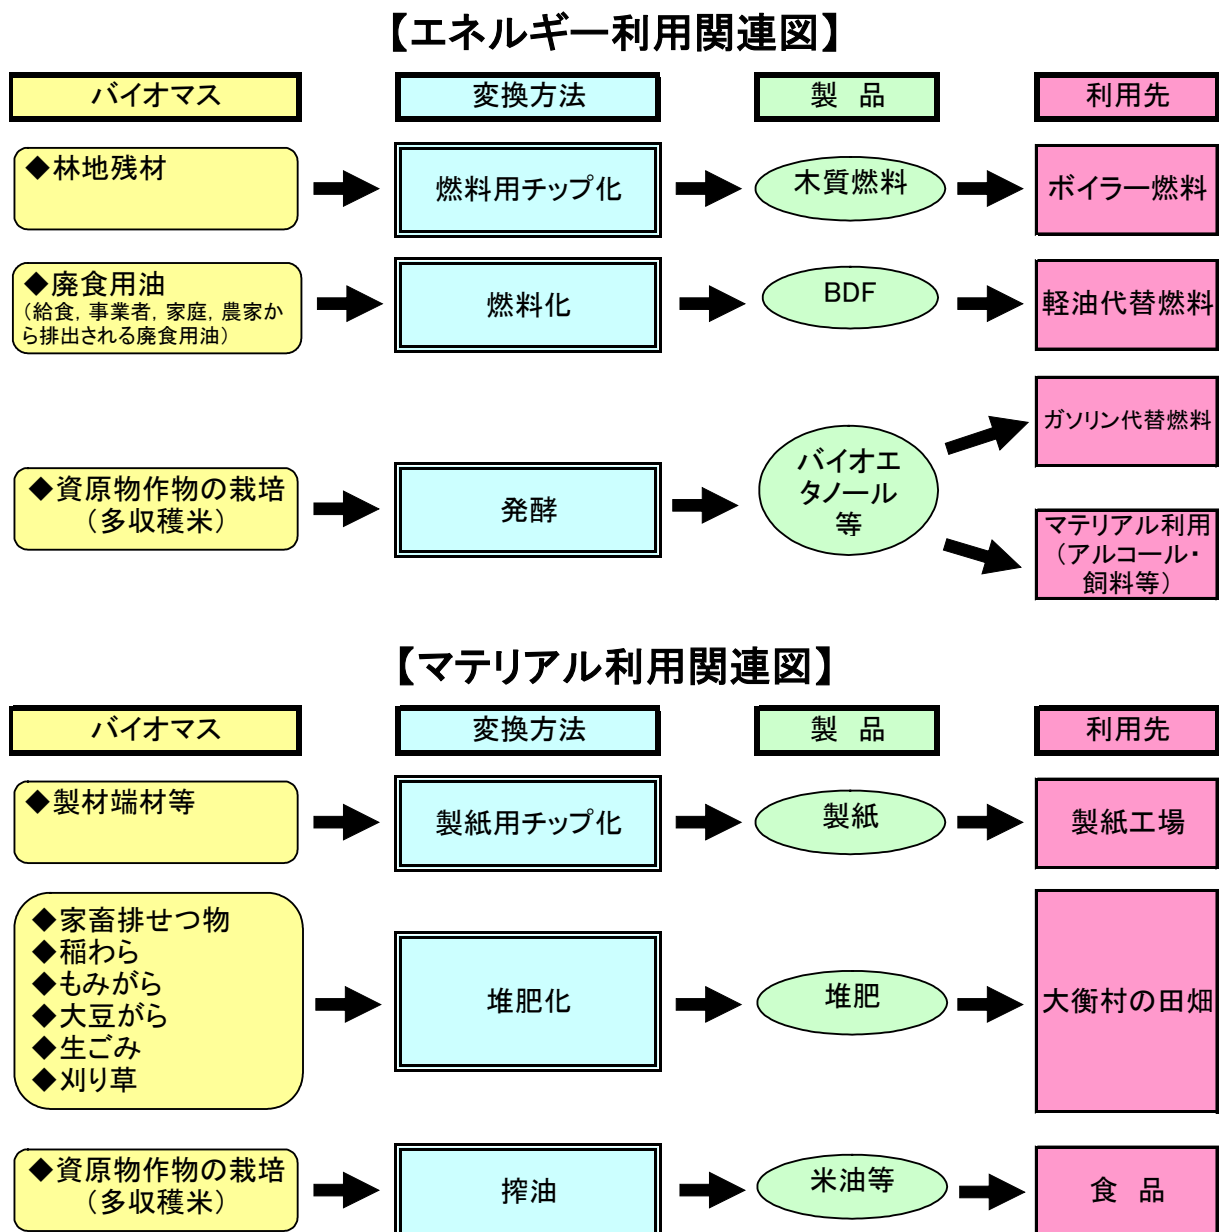 【エネルギー利用関連図】
バイオマス
変換方法
製 品
利用先
◆林地残材
燃料用チップ化
木質燃料
ボイラー燃料
◆廃食用油
(給食, 事業者, 家庭, 農家か
ら排出される廃食用油)
燃料化
BDF
軽油代替燃料
◆資原物作物の栽培
(多収穫米)
発酵
バイオエ
タノール
等
ガソリン代替燃料
マテリアル利用
(アルコール・
飼料等)
【マテリアル利用関連図】
バイオマス
変換方法
製 品
利用先
◆製材端材等
製紙用チップ化
製紙
製紙工場
◆家畜排せつ物
◆稲わら
◆もみがら
◆大豆がら
◆生ごみ
◆刈り草
堆肥化
堆肥
大衡村の田畑
◆資原物作物の栽培
(多収穫米)
搾油
米油等
食 品